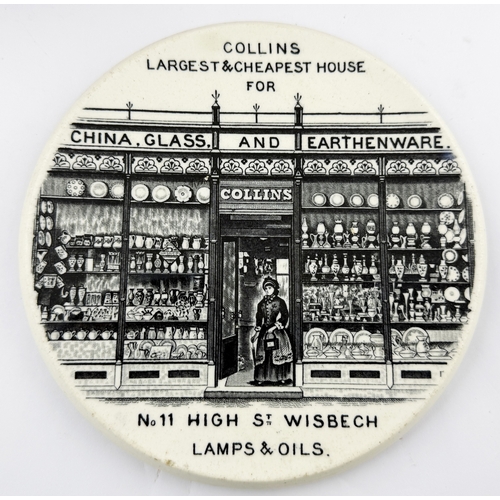 COLLINS
LARGEST & CHEAPEST HOUSE
FOR
CHINA. GLASS. AND EARTHENWARE.
COLLINS
No 11 HIGH ST WISBECH
LAMPS & OILS.